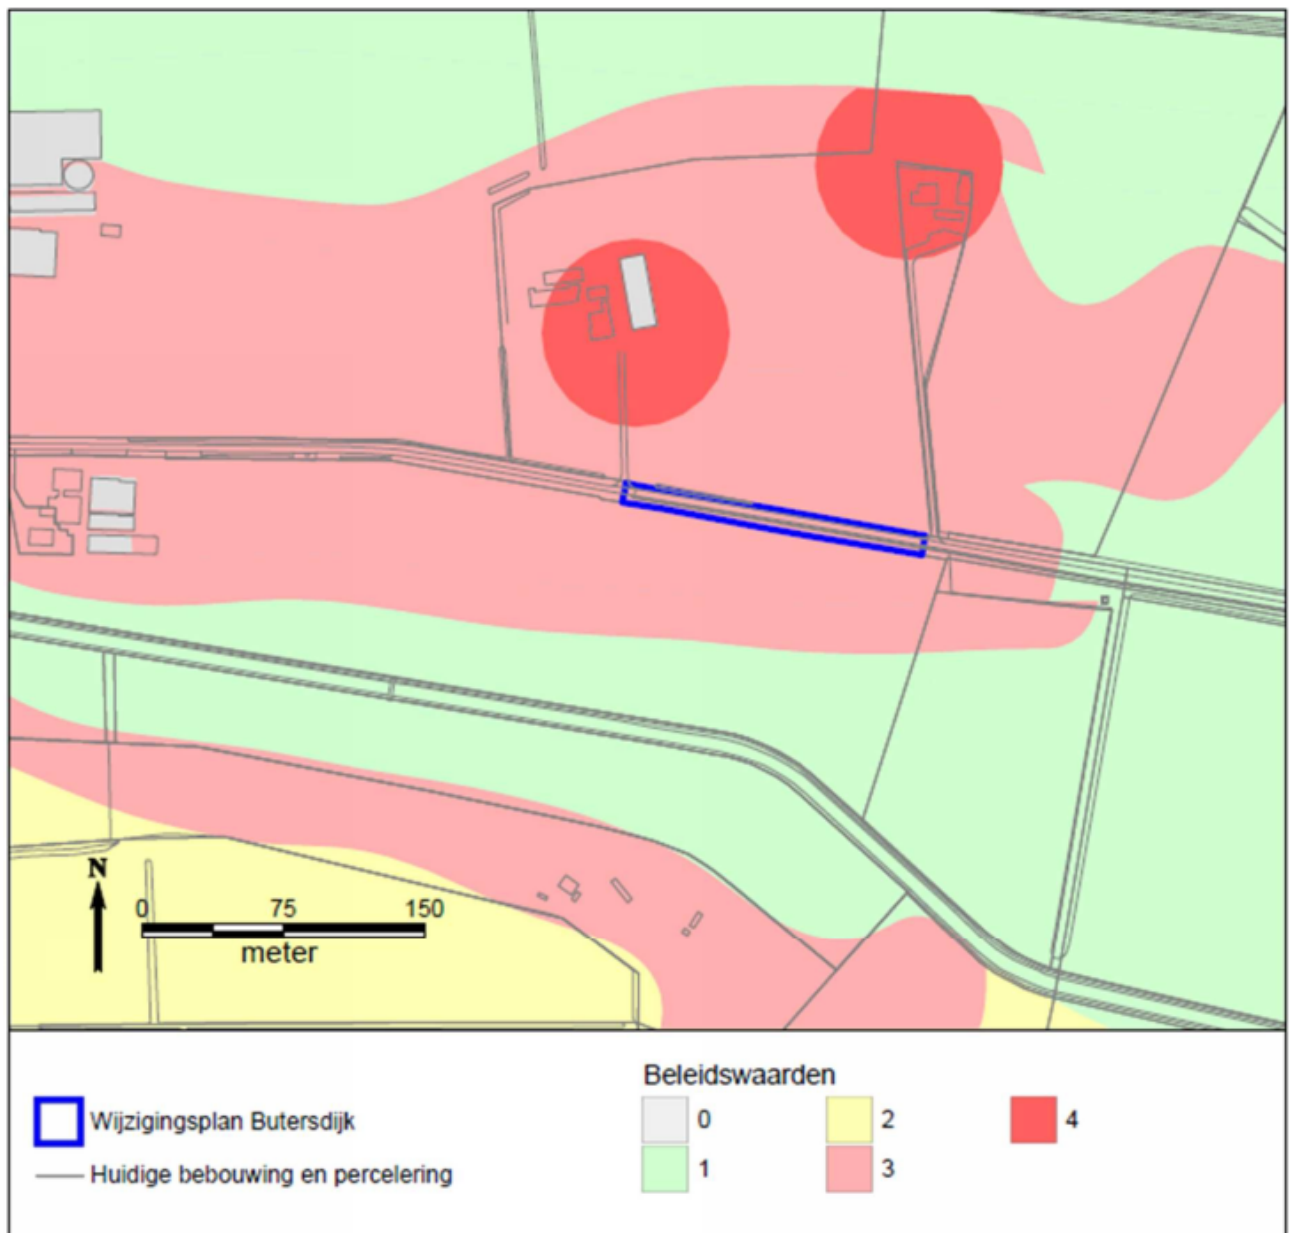 N
0 75 150
meter
Beleidswaarden
Wijzigingsplan Butersdijk
0 2 4
Huidige bebouwing en percelering
1 3